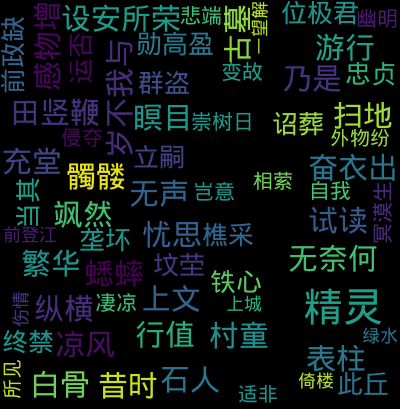 前政缺
感物增
设安所荣
悲端
古墓
一望解
位极君
幽明
运否
岁不我与
勋高盈
变故
游行
群盗
乃是
忠贞
田竖鞭
瞑目
崇树日
诏葬
扫地
侵夺
外物纷
充堂
髑髅
立嗣
奋衣出
当其
无声
岂意
相萦
自我
冥漠生
飒然
试读
前登江
垄坏
忧思
樵采
繁华
蟋蟀
坟茔
无奈何
铁心
伤情
纵横
凄凉
上文
上城
精灵
终禁
凉风
行值
村童
绿水
表柱
所见
白骨
昔时
石人
适非
倚楼
此丘